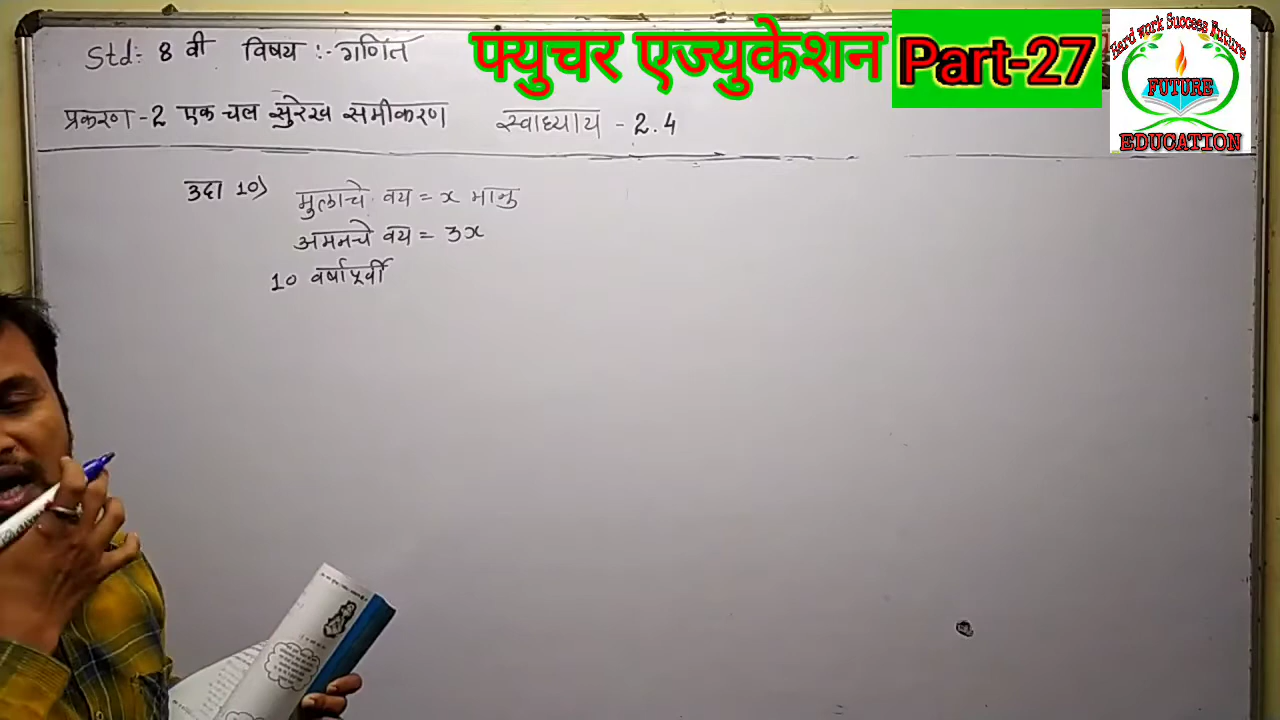 Std: 8 वी विषय :- गणित
फ्युचर एज्युकेशन Part-27
Hard work Success Future
FUTURE
EDUCATION
प्रकरण -2 एक चल सुरेख समीकरण स्वाध्याय - 2.4
उदा 10) मुलाचे वय = x मानु
अमनचे वय = 3x
10 वर्षापूर्वी